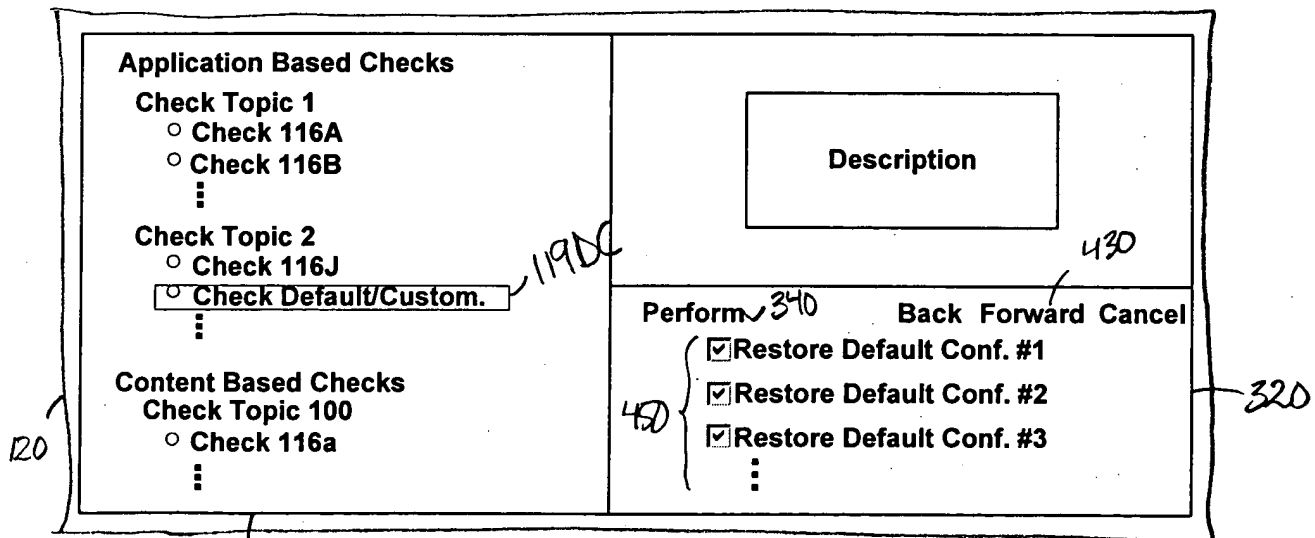 Application Based Checks
Check Topic 1
Check 116A
Check 116B
Check Topic 2
Check 116J
Check Default/Custom.
119DC
Content Based Checks
Check Topic 100
Check 116a
120
Description
430
Perform 340 Back Forward Cancel
Restore Default Conf. #1
Restore Default Conf. #2
Restore Default Conf. #3
450
320